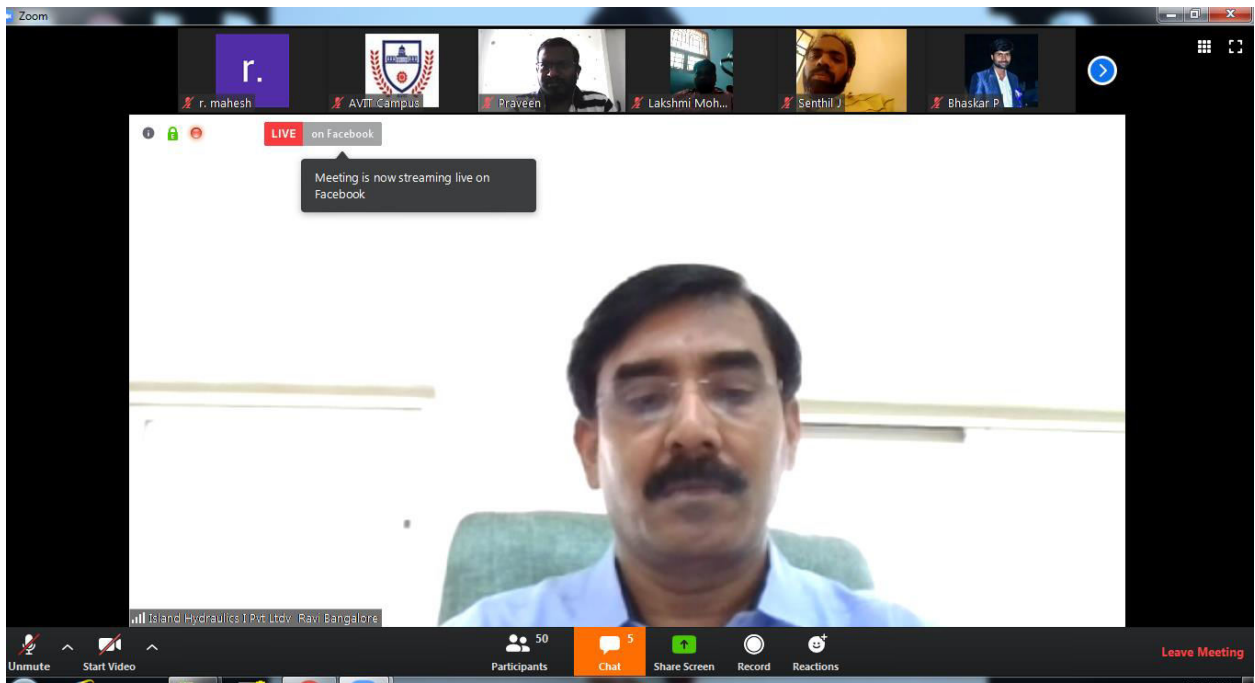 Zoom
r.
r. mahesh
AVIT Campus
Praveen
Lakshmi Moh...
Senthil J
Bhaskar P
LIVE on Facebook
Meeting is now streaming live on
Facebook
Island Hydraulics I Pvt Ltdv Ravi Bangalore
50
5
Unmute
Start Video
Participants
Chat
Share Screen
Record
Reactions
Leave Meeting